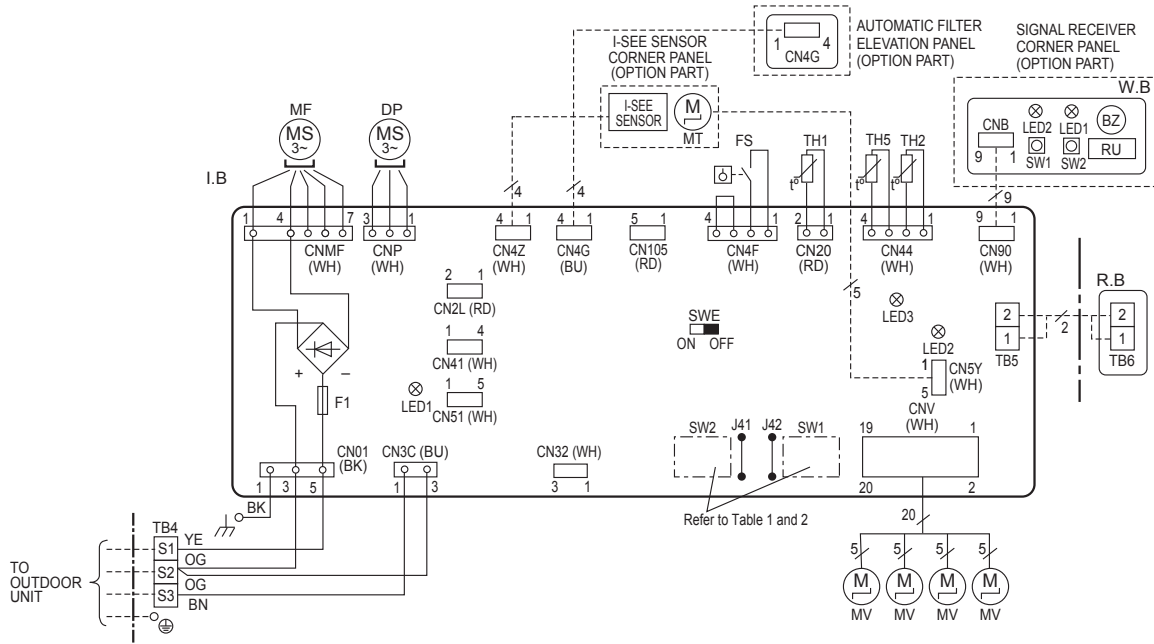 AUTOMATIC FILTER
ELEVATION PANEL
(OPTION PART)
1 4
CN4G
SIGNAL RECEIVER
CORNER PANEL
(OPTION PART)
I-SEE SENSOR
CORNER PANEL
(OPTION PART)
W.B
CNB
9 1
LED2 LED1
BZ
SW1 SW2
RU
I-SEE
SENSOR
M
MT
MF DP
MS
3~
MS
3~
FS
TH1
TH5 TH2
t°
t°
t°
4
4
9
I.B
1 4 7
CNMF
(WH)
3 1
CNP
(WH)
4 1
CN4Z
(WH)
4 1
CN4G
(BU)
5 1
CN105
(RD)
4 1
CN4F
(WH)
2 1
CN20
(RD)
4 1
CN44
(WH)
9 1
CN90
(WH)
2 1
CN2L (RD)
1 4
CN41 (WH)
1 5
CN51 (WH)
LED1
SWE
ON OFF
5
LED3
LED2
1
5
CN5Y
(WH)
2
1
TB5
2
R.B
2
1
TB6
+ –
F1
CN01
(BK)
1 3 5
CN3C (BU)
1 3
CN32 (WH)
3 1
SW2 J41 J42 SW1
Refer to Table 1 and 2
CNV
(WH)
19 1
20 2
20
5 5 5 5
M M M M
MV MV MV MV
BK
TB4
S1 YE
S2 OG
OG
S3 BN
TO
OUTDOOR
UNIT